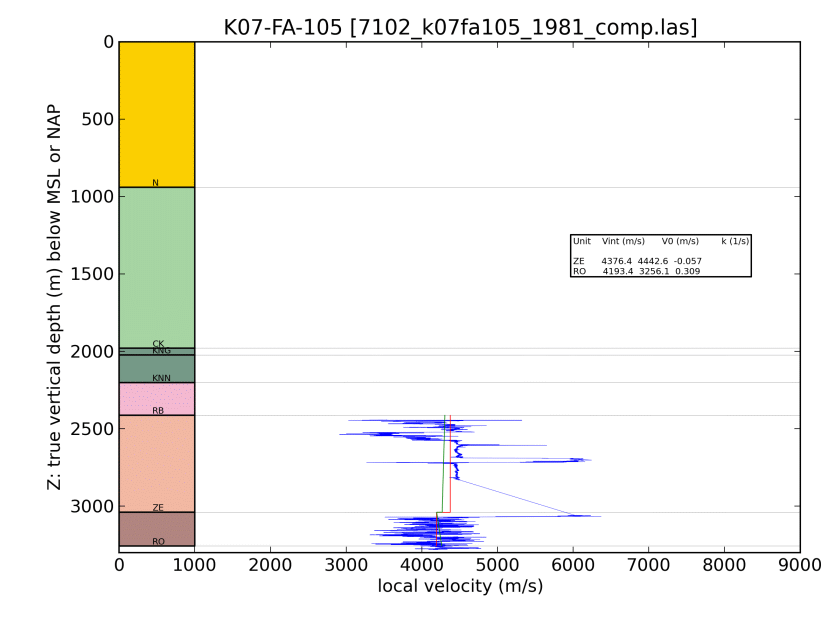 K07-FA-105 [7102_k07fa105_1981_comp.las]
Z: true vertical depth (m) below MSL or NAP
0
500
1000
1500
2000
2500
3000
N
CK
KNG
KNN
RB
ZE
RO
Unit Vint (m/s) V0 (m/s) k (1/s)
ZE 4376.4 4442.6 -0.057
RO 4193.4 3256.1 0.309
0 1000 2000 3000 4000 5000 6000 7000 8000 9000
local velocity (m/s)